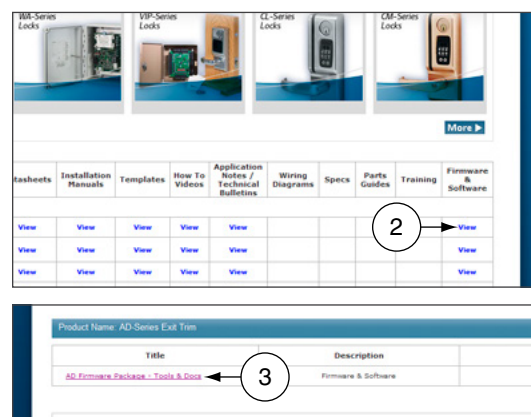 WA-Series
Locks
VIP-Series
Locks
CL-Series
Locks
CM-Series
Locks
More
tasheets Installation Manuals Templates How To Videos Application Notes / Technical Bulletins Wiring Diagrams Specs Parts Guides Training Firmware & Software
View View View View View 2 View
View View View View View View
View View View View View View
Product Name: AD-Series Exit Trim
Title Description
AD Firmware Package - Tools & Docs 3 Firmware & Software